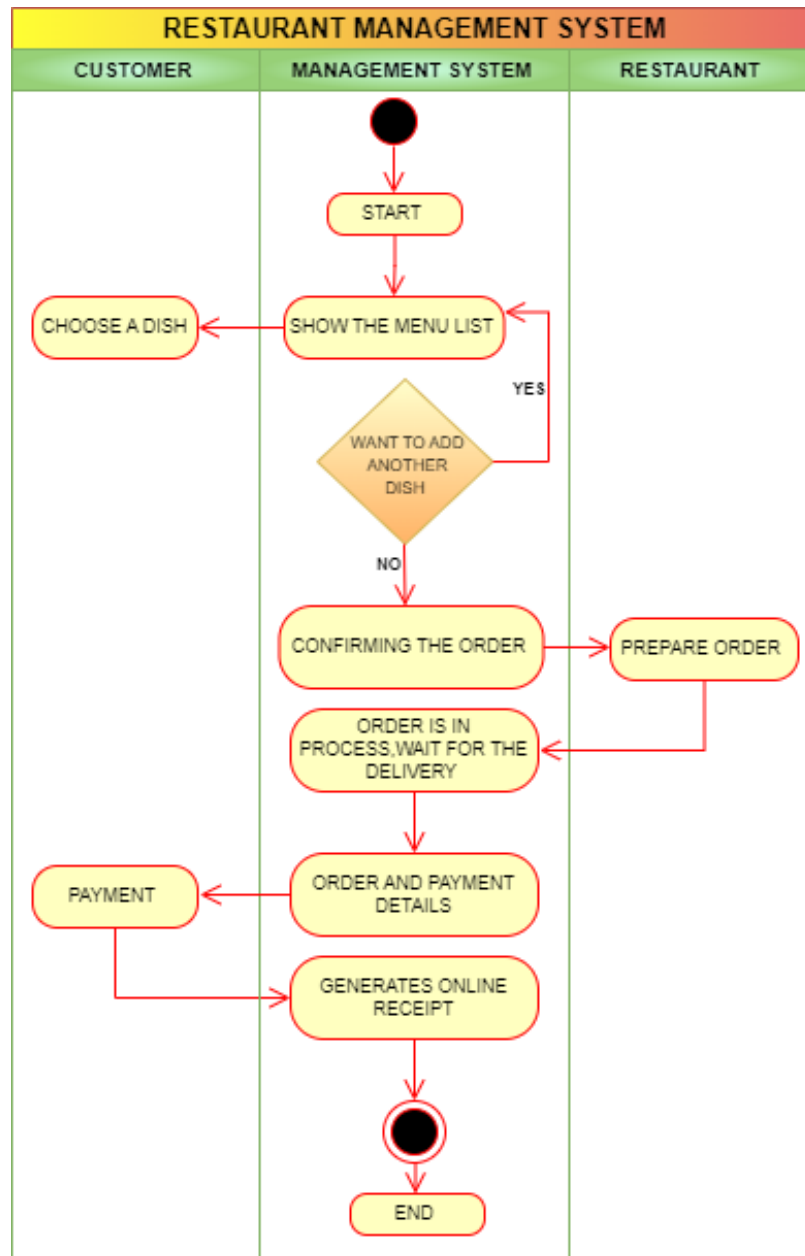 RESTAURANT MANAGEMENT SYSTEM
CUSTOMER
MANAGEMENT SYSTEM
RESTAURANT
START
CHOOSE A DISH
SHOW THE MENU LIST
YES
WANT TO ADD
ANOTHER
DISH
NO
CONFIRMING THE ORDER
PREPARE ORDER
ORDER IS IN
PROCESS,WAIT FOR THE
DELIVERY
PAYMENT
ORDER AND PAYMENT
DETAILS
GENERATES ONLINE
RECEIPT
END